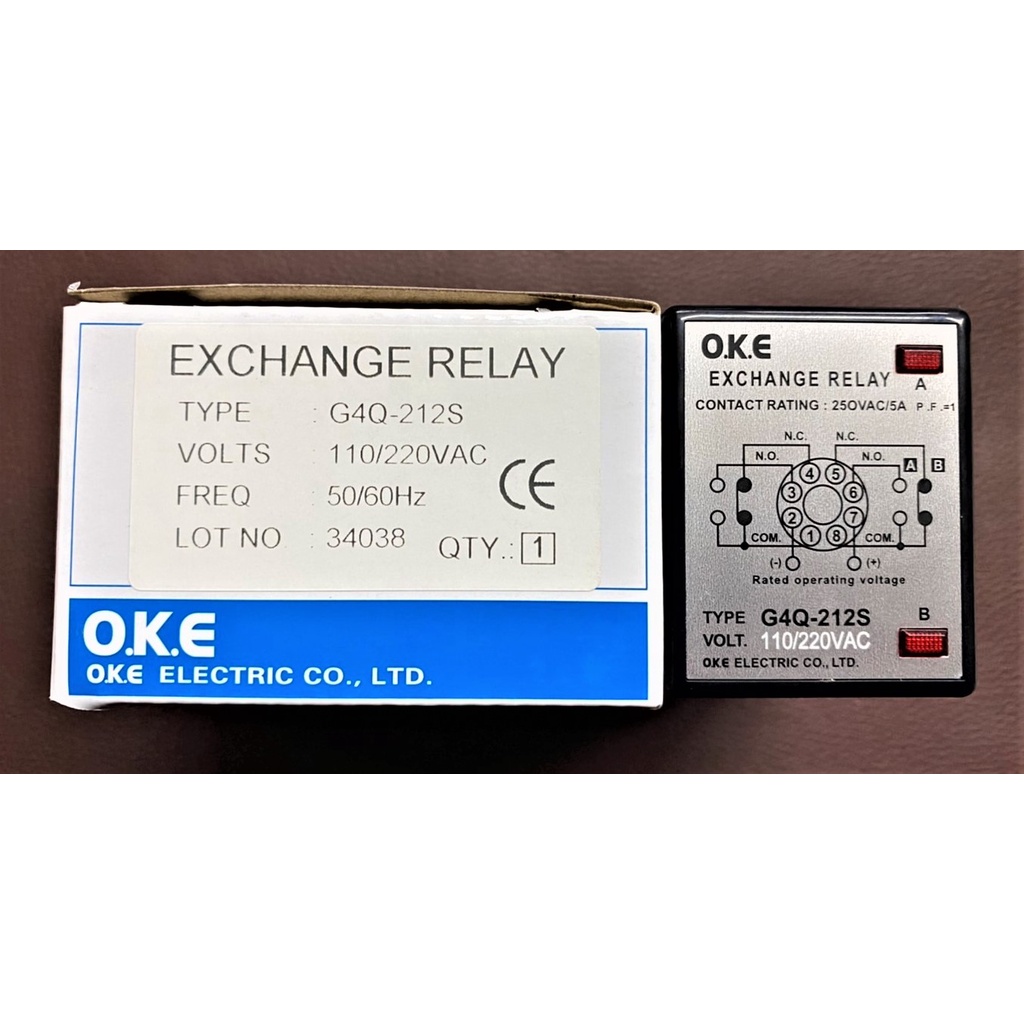 EXCHANGE RELAY
TYPE : G4Q-212S
VOLTS : 110/220VAC
FREQ : 50/60Hz
LOT NO : 34038
CE
QTY.: 1
O.K.E
O.K.E ELECTRIC CO., LTD.
O.K.E
EXCHANGE RELAY
A
CONTACT RATING : 250VAC/5A P.F.=1
N.C. N.C.
N.O. N.O. A B
4 5
3 6
2 7
1 8
COM. COM.
(-) (+)
Rated operating voltage
TYPE G4Q-212S
B
VOLT. 110/220VAC
O.K.E ELECTRIC CO., LTD.